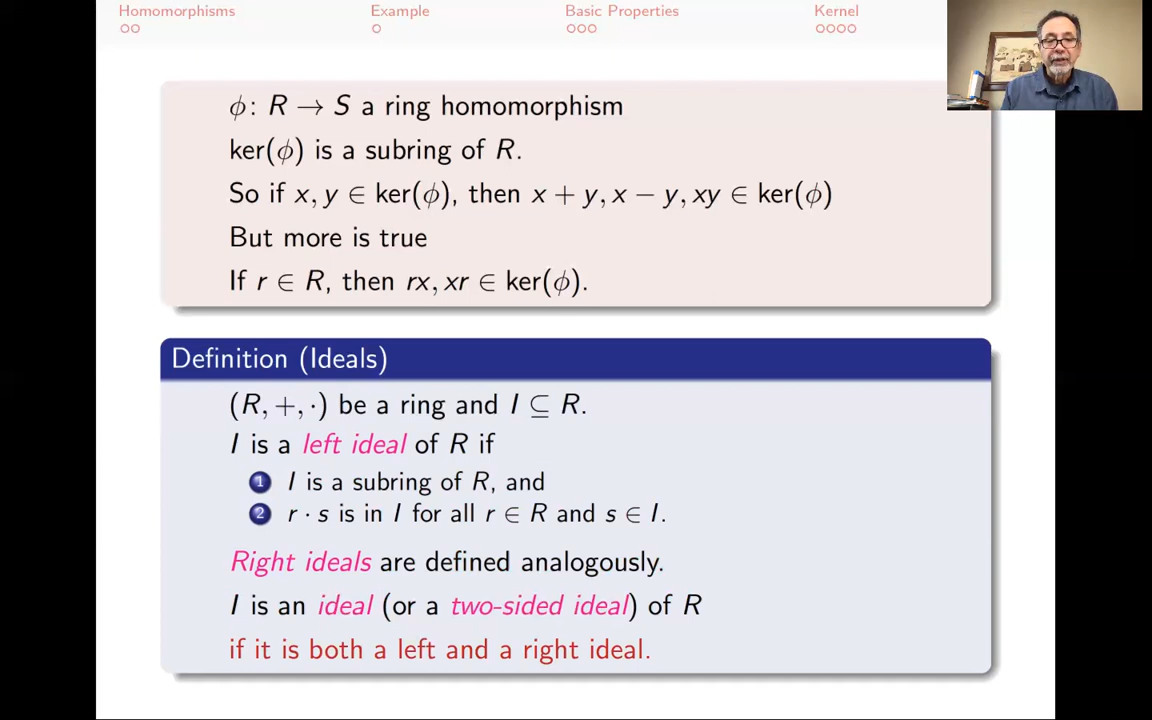 Homomorphisms Example Basic Properties Kernel
ϕ: R → S a ring homomorphism
ker(ϕ) is a subring of R.
So if x, y ∈ ker(ϕ), then x + y, x − y, xy ∈ ker(ϕ)
But more is true
If r ∈ R, then rx, xr ∈ ker(ϕ).
Definition (Ideals)
(R, +, ·) be a ring and I ⊆ R.
I is a left ideal of R if
1 I is a subring of R, and
2 r · s is in I for all r ∈ R and s ∈ I.
Right ideals are defined analogously.
I is an ideal (or a two-sided ideal) of R
if it is both a left and a right ideal.